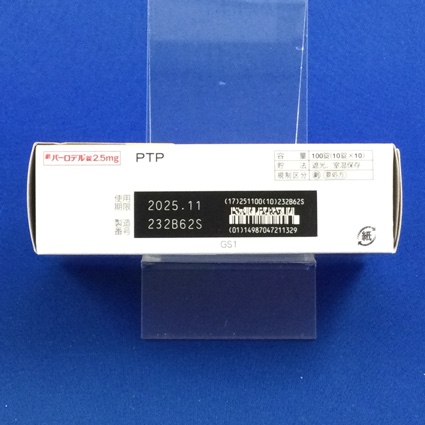 劇 パーロデル錠2.5mg PTP
容量 100錠(10錠×10)
貯法 遮光、室温保存
規制区分 劇 処方箋
使用期限 2025.11
製造番号 232B62S
(17)251100(10)232B62S
(01)14987047211329
GS1
紙